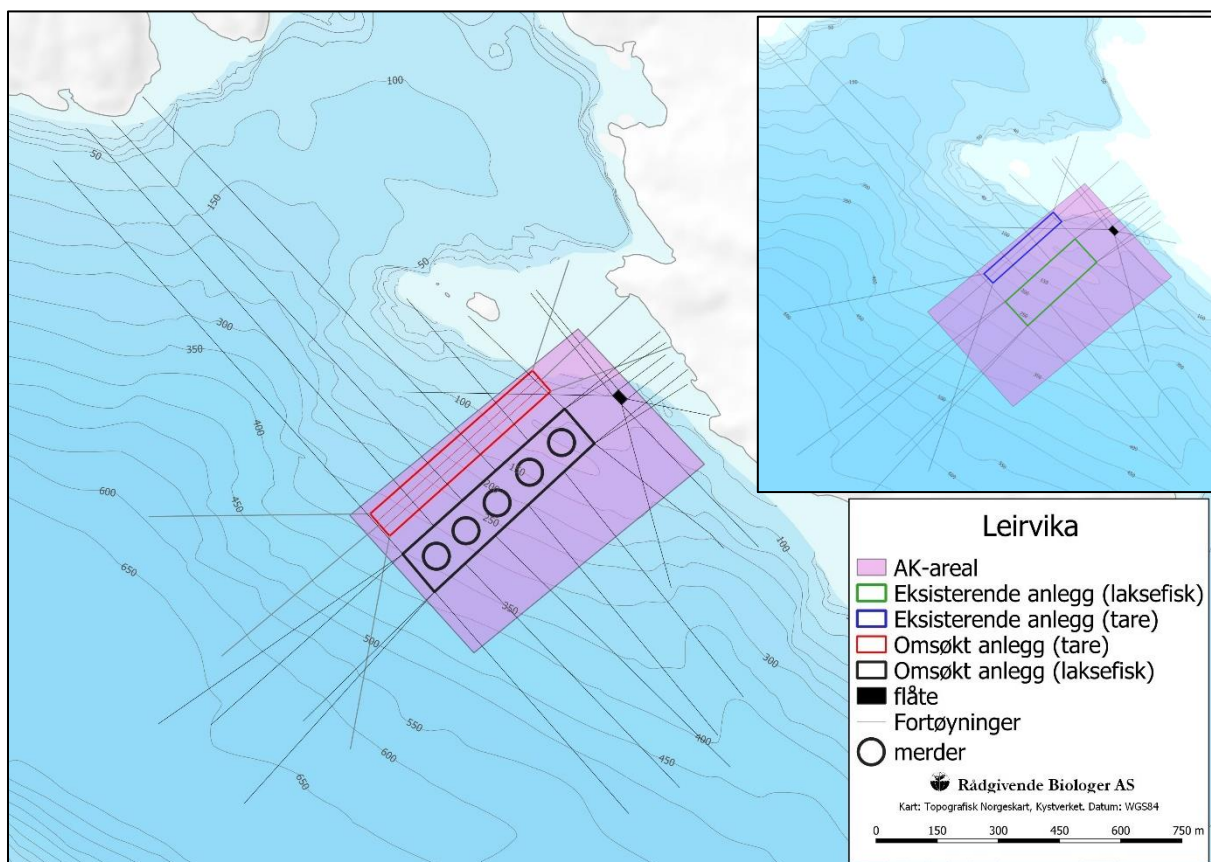 100
50
150
300
350
50
100
400
150
200
600
450
250
650
350
100
500
300
550
400
600
450
650
Leirvika
AK-areal
Eksisterende anlegg (laksefisk)
Eksisterende anlegg (tare)
Omsøkt anlegg (tare)
Omsøkt anlegg (laksefisk)
flåte
Fortøyninger
merder
Rådgivende Biologer AS
Kart: Topografisk Norgeskart, Kystverket. Datum: WGS84
0 150 300 450 600 750 m